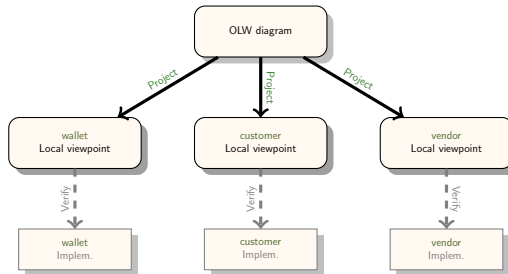 OLW diagram
Project
Project
Project
wallet
Local viewpoint
customer
Local viewpoint
vendor
Local viewpoint
Verify
Verify
Verify
wallet
Implem.
customer
Implem.
vendor
Implem.